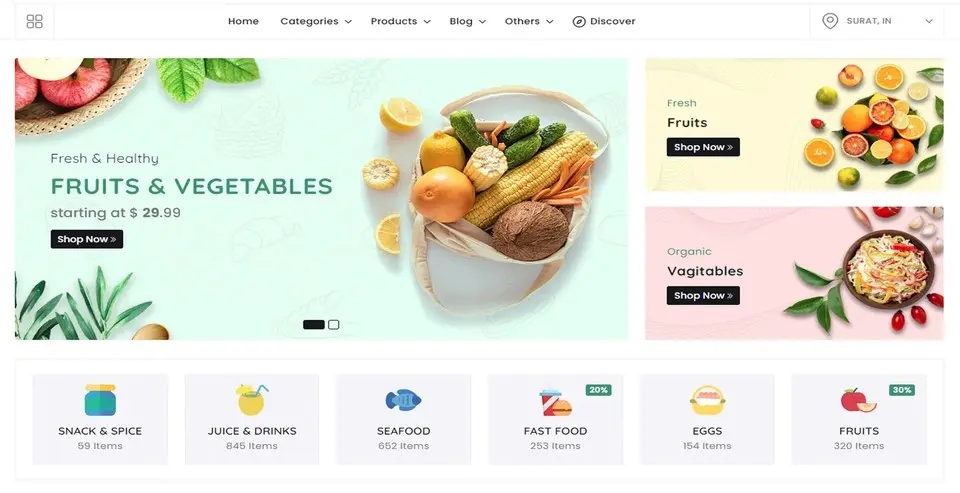 Home Categories Products Blog Others Discover SURAT, IN
Fresh & Healthy
FRUITS & VEGETABLES
starting at $ 29.99
Shop Now »
Fresh
Fruits
Shop Now »
Organic
Vagitables
Shop Now »
SNACK & SPICE
59 Items
JUICE & DRINKS
845 Items
SEAFOOD
652 Items
20%
FAST FOOD
253 Items
EGGS
154 Items
30%
FRUITS
320 Items